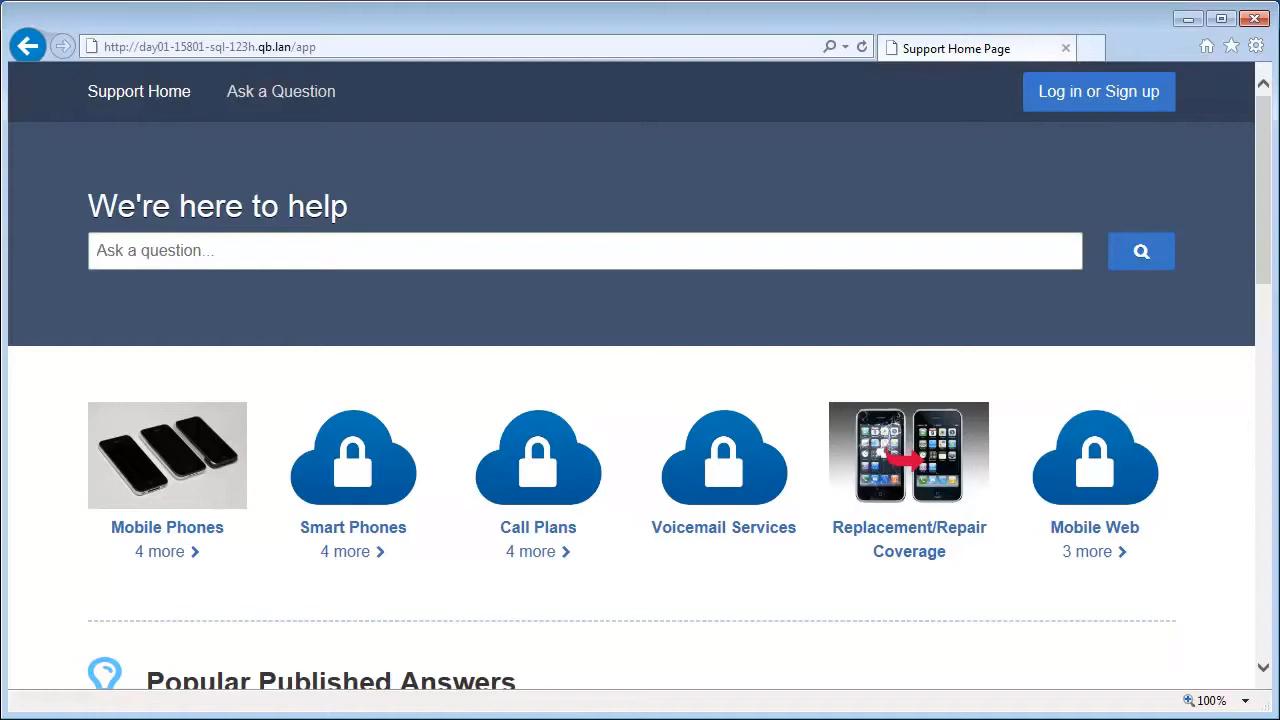 http://day01-15801-sql-123h.qb.lan/app
Support Home Page
Support Home
Ask a Question
Log in or Sign up
We're here to help
Ask a question...
Mobile Phones
4 more
Smart Phones
4 more
Call Plans
4 more
Voicemail Services
Replacement/Repair
Coverage
Mobile Web
3 more
Popular Published Answers
100%